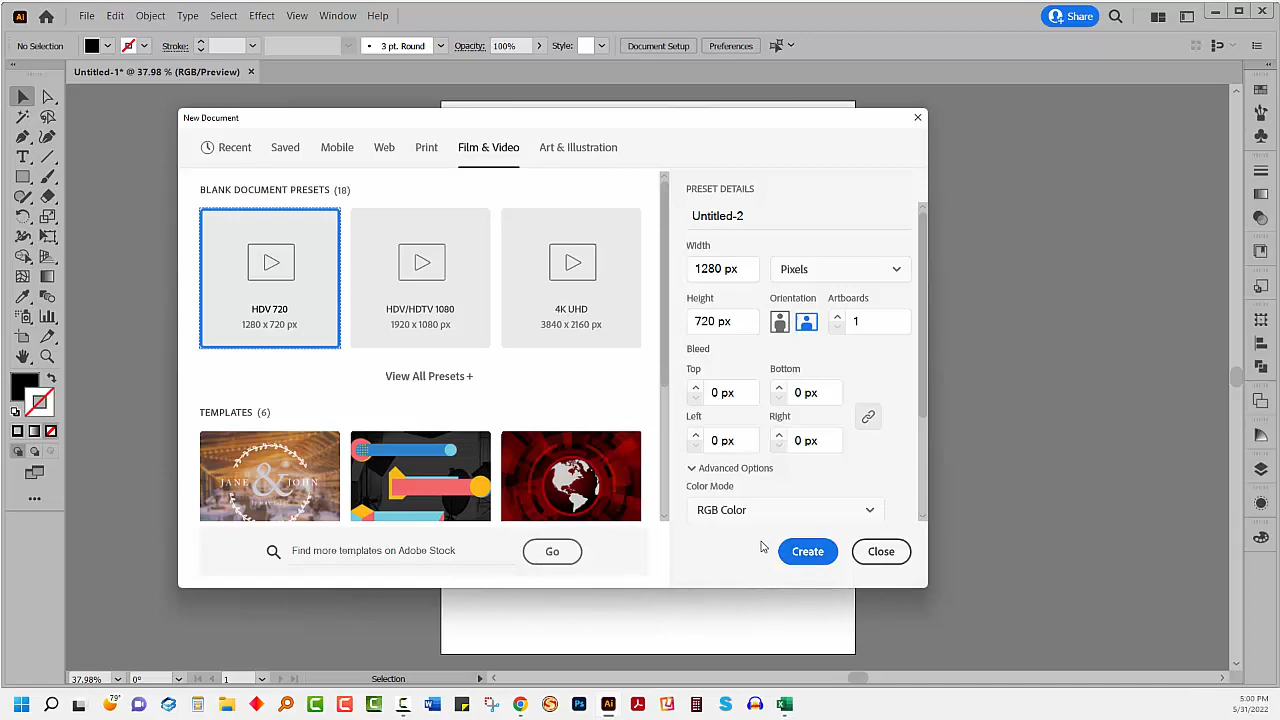 Ai File Edit Object Type Select Effect View Window Help Share
No Selection Stroke: 3 pt. Round Opacity: 100% Style: Document Setup Preferences
Untitled-1* @ 37.98 % (RGB/Preview)
New Document
Recent Saved Mobile Web Print Film & Video Art & Illustration
BLANK DOCUMENT PRESETS (18)
HDV 720
1280 x 720 px
HDV/HDTV 1080
1920 x 1080 px
4K UHD
3840 x 2160 px
View All Presets +
TEMPLATES (6)
JANE & JOHN
Find more templates on Adobe Stock
Go
PRESET DETAILS
Untitled-2
Width
1280 px Pixels
Height Orientation Artboards
720 px 1
Bleed
Top Bottom
0 px 0 px
Left Right
0 px 0 px
Advanced Options
Color Mode
RGB Color
Create Close
37.98% 0° 1 Selection
79°
Ps Ai
5:00 PM
5/31/2022